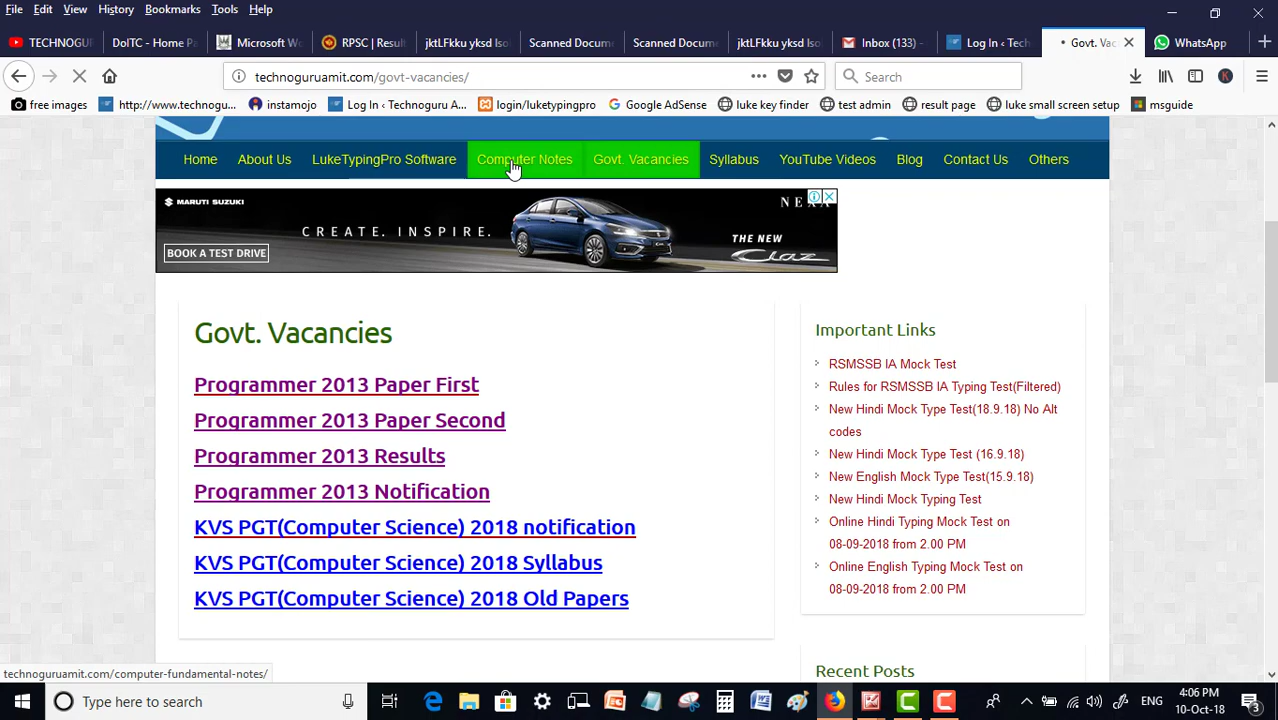 File Edit View History Bookmarks Tools Help
TECHNOGU DoITC - Home Pa Microsoft Wo RPSC | Result jktLFkku yksd lso Scanned Docume Scanned Docume jktLFkku yksd lso Inbox (133) - Log In ‹ Tech Govt. Vac WhatsApp
technoguruamit.com/govt-vacancies/ Search
free images http://www.technogu... instamojo Log In ‹ Technoguru A... login/luketypingpro Google AdSense luke key finder test admin result page luke small screen setup msguide
Home About Us LukeTypingPro Software Computer Notes Govt. Vacancies Syllabus YouTube Videos Blog Contact Us Others
MARUTI SUZUKI
CREATE. INSPIRE.
BOOK A TEST DRIVE
NEXA
THE NEW
Ciaz
Govt. Vacancies
Programmer 2013 Paper First
Programmer 2013 Paper Second
Programmer 2013 Results
Programmer 2013 Notification
KVS PGT(Computer Science) 2018 notification
KVS PGT(Computer Science) 2018 Syllabus
KVS PGT(Computer Science) 2018 Old Papers
Important Links
RSMSSB IA Mock Test
Rules for RSMSSB IA Typing Test(Filtered)
New Hindi Mock Type Test(18.9.18) No Alt
codes
New Hindi Mock Type Test (16.9.18)
New English Mock Type Test(15.9.18)
New Hindi Mock Typing Test
Online Hindi Typing Mock Test on
08-09-2018 from 2.00 PM
Online English Typing Mock Test on
08-09-2018 from 2.00 PM
Recent Posts
technoguruamit.com/computer-fundamental-notes/
Type here to search
ENG
4:06 PM
10-Oct-18
3